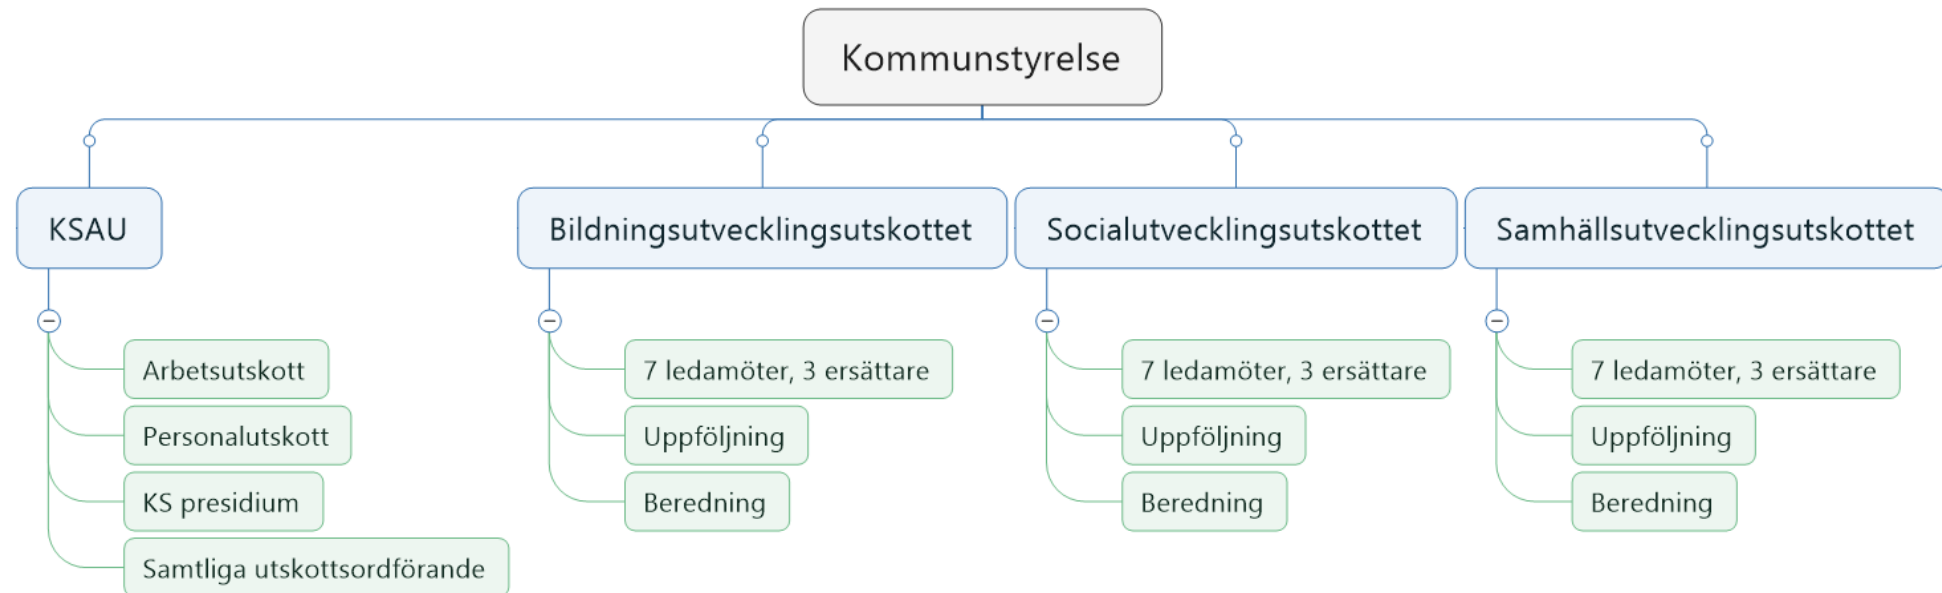 Kommunstyrelse
KSAU
Arbetsutskott
Personalutskott
KS presidium
Samtliga utskottsordförande
Bildningsutvecklingsutskottet
7 ledamöter, 3 ersättare
Uppföljning
Beredning
Socialutvecklingsutskottet
7 ledamöter, 3 ersättare
Uppföljning
Beredning
Samhällsutvecklingsutskottet
7 ledamöter, 3 ersättare
Uppföljning
Beredning